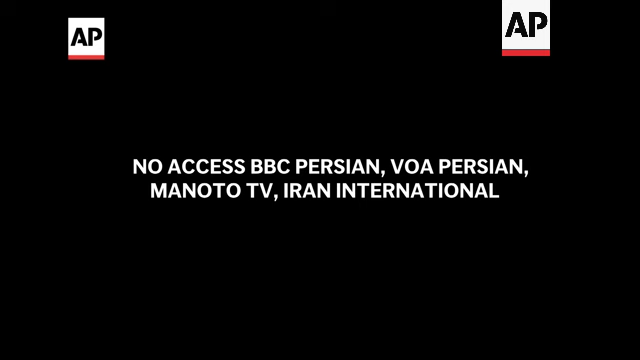 AP
AP
NO ACCESS BBC PERSIAN, VOA PERSIAN,
MANOTO TV, IRAN INTERNATIONAL